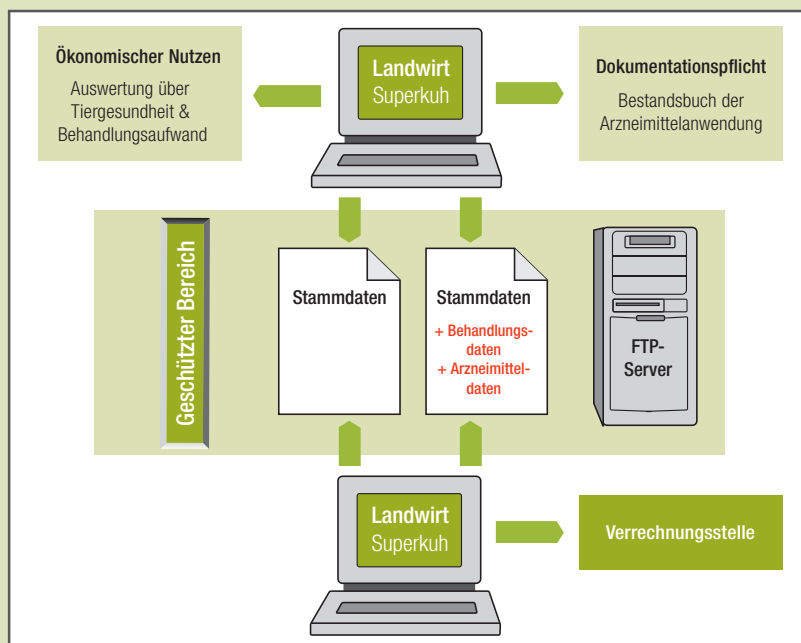 Ökonomischer Nutzen
Auswertung über
Tiergesundheit &
Behandlungsaufwand
Landwirt
Superkuh
Dokumentationspflicht
Bestandsbuch der
Arzneimittelanwendung
Geschützter Bereich
Stammdaten
Stammdaten
+ Behandlungs-
daten
+ Arzneimittel-
daten
FTP-
Server
Landwirt
Superkuh
Verrechnungsstelle